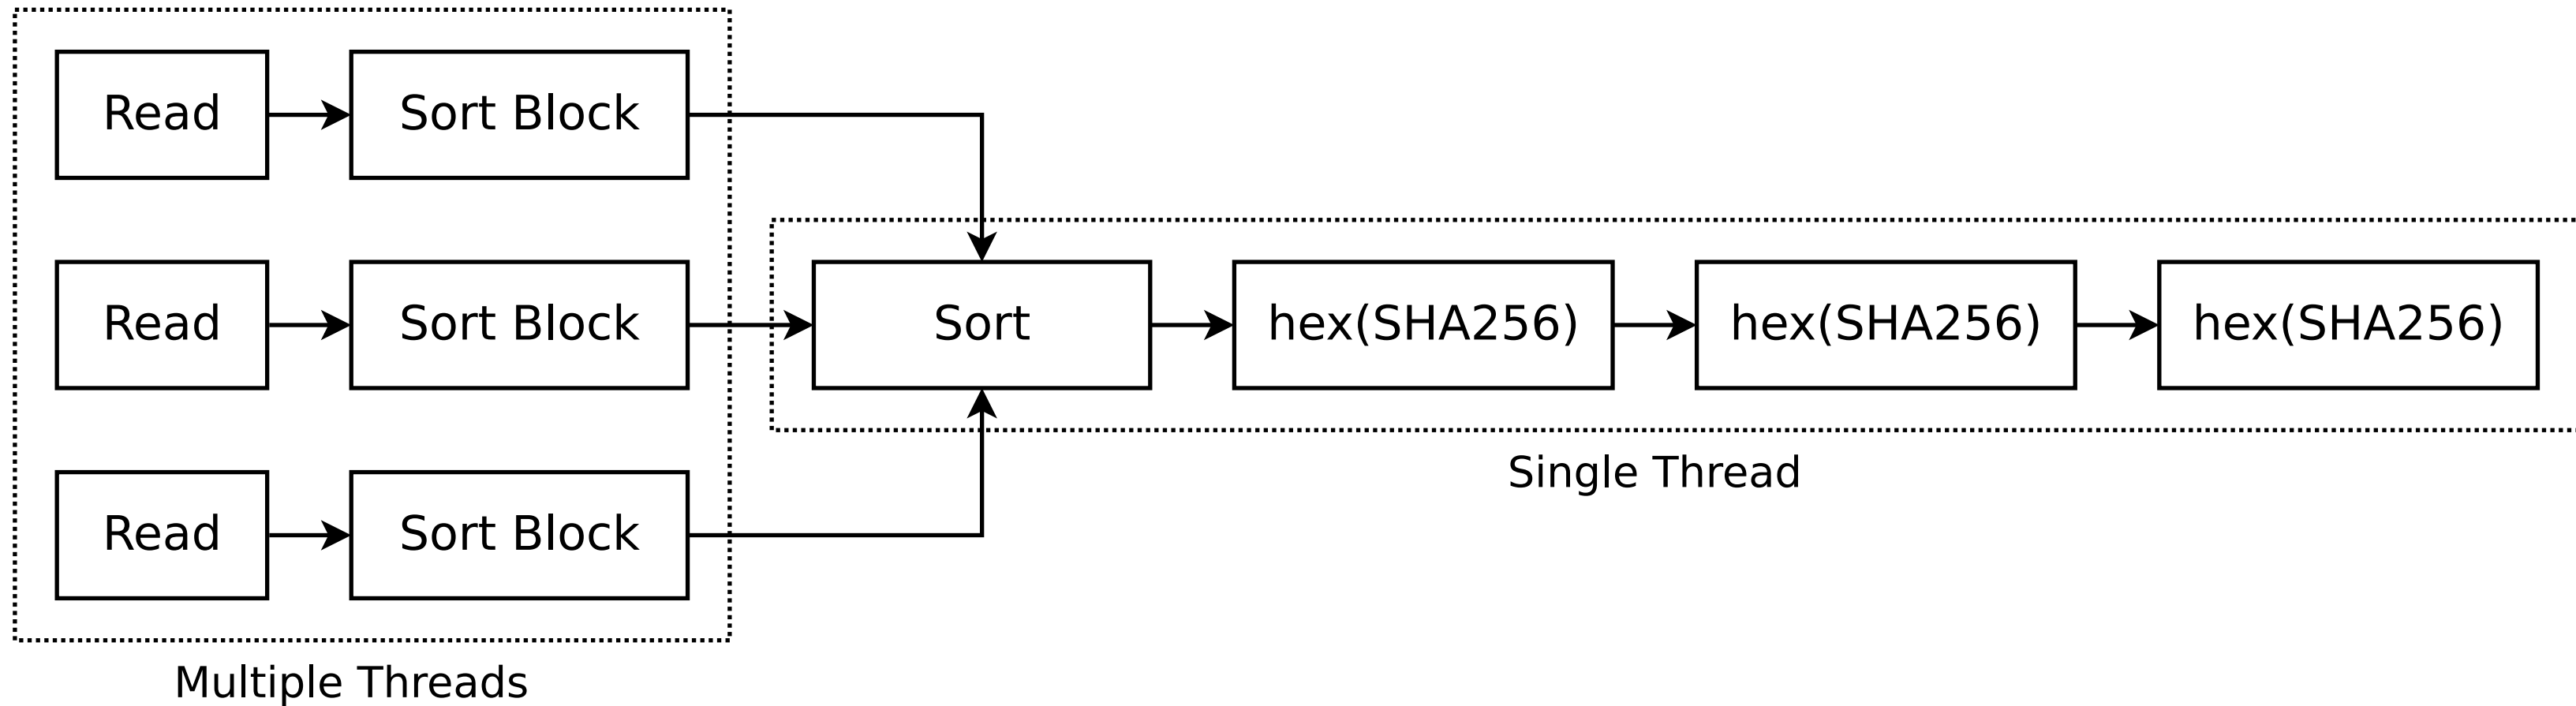 Read
Sort Block
Read
Sort Block
Sort
hex(SHA256)
hex(SHA256)
hex(SHA256)
Read
Sort Block
Single Thread
Multiple Threads